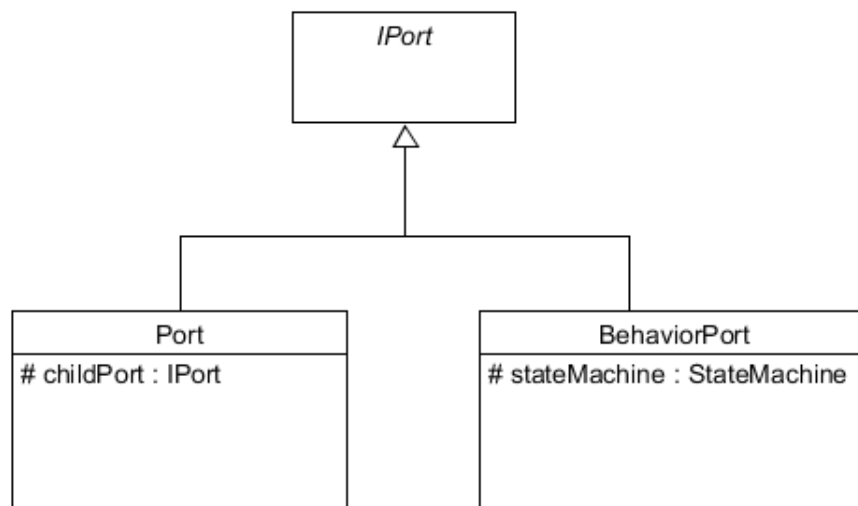 IPort
Port
# childPort : IPort
BehaviorPort
# stateMachine : StateMachine